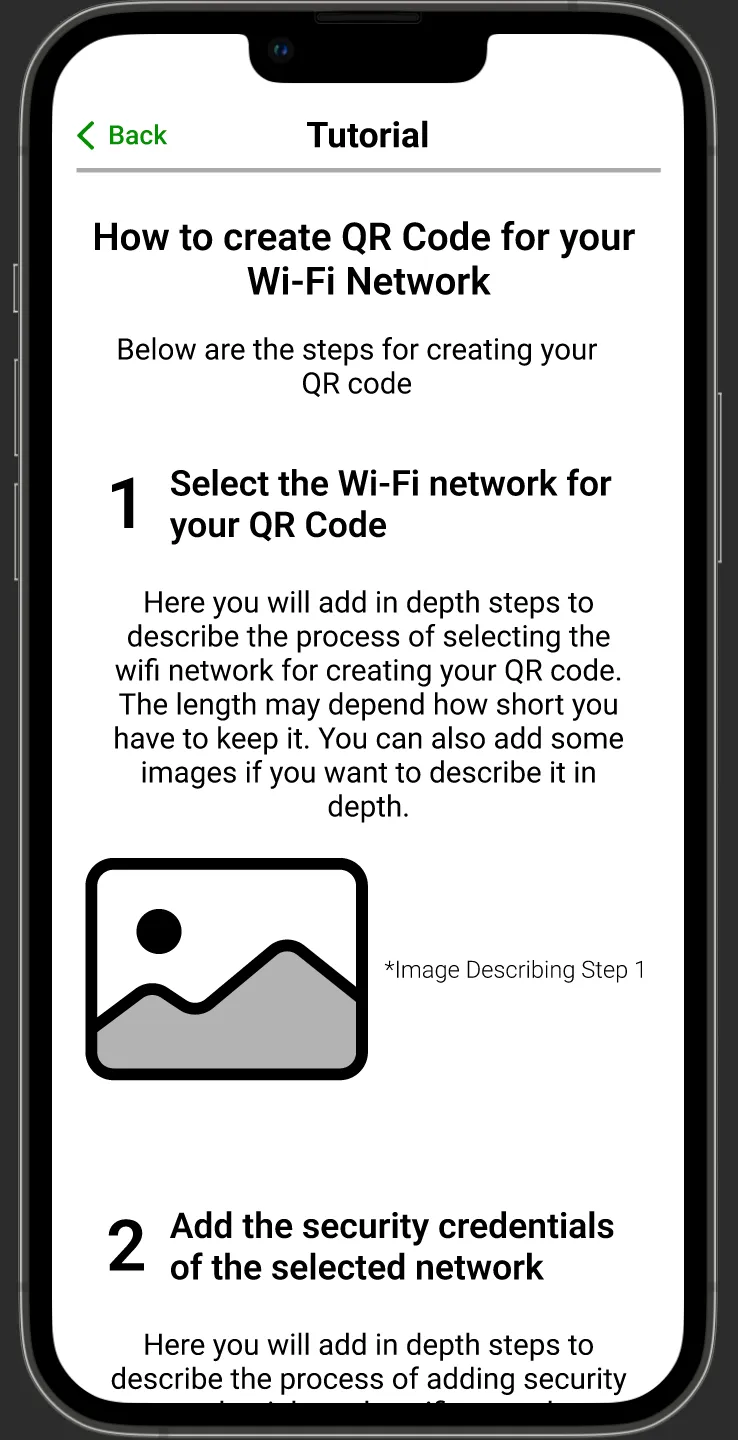 Back
Tutorial
How to create QR Code for your
Wi-Fi Network
Below are the steps for creating your
QR code
1
Select the Wi-Fi network for
your QR Code
Here you will add in depth steps to
describe the process of selecting the
wifi network for creating your QR code.
The length may depend how short you
have to keep it. You can also add some
images if you want to describe it in
depth.
*Image Describing Step 1
2
Add the security credentials
of the selected network
Here you will add in depth steps to
describe the process of adding security